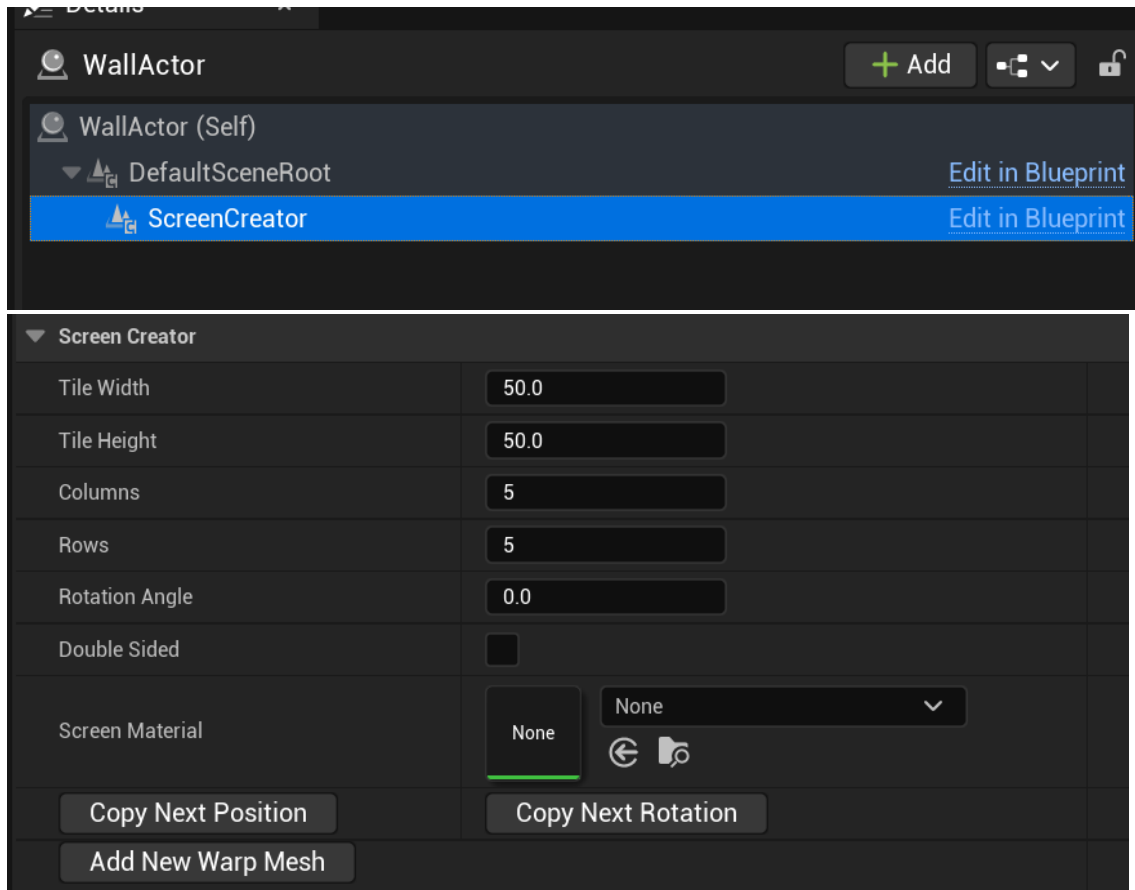 Details
WallActor
Add
WallActor (Self)
DefaultSceneRoot Edit in Blueprint
ScreenCreator Edit in Blueprint
Screen Creator
Tile Width 50.0
Tile Height 50.0
Columns 5
Rows 5
Rotation Angle 0.0
Double Sided
Screen Material None None
Copy Next Position Copy Next Rotation
Add New Warp Mesh